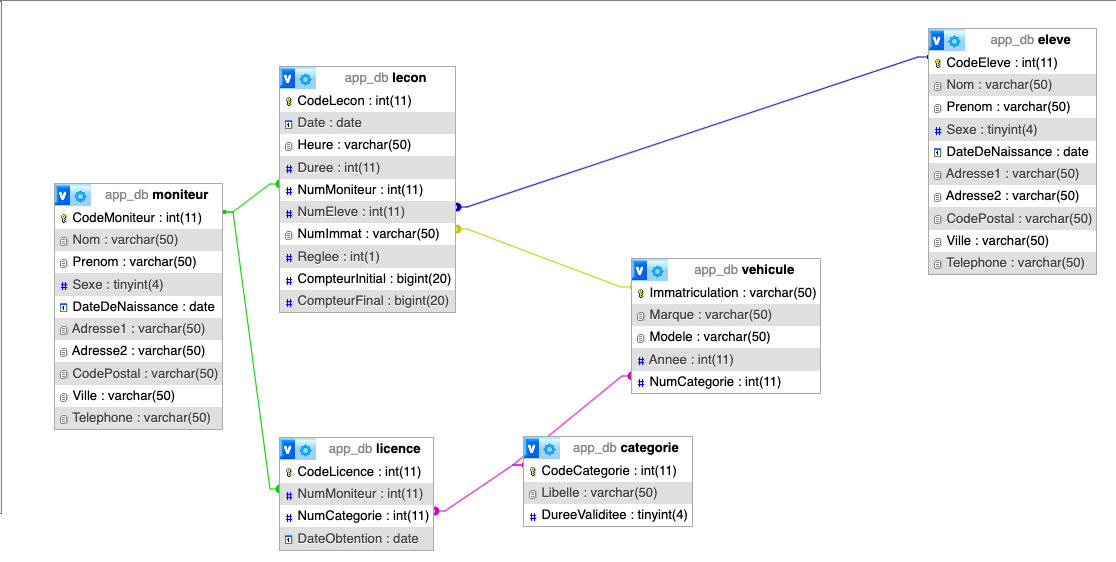 app_db eleve
CodeEleve : int(11)
Nom : varchar(50)
Prenom : varchar(50)
Sexe : tinyint(4)
DateDeNaissance : date
Adresse1 : varchar(50)
Adresse2 : varchar(50)
CodePostal : varchar(50)
Ville : varchar(50)
Telephone : varchar(50)
app_db lecon
CodeLecon : int(11)
Date : date
Heure : varchar(50)
Duree : int(11)
NumMoniteur : int(11)
NumEleve : int(11)
NumImmat : varchar(50)
Reglee : int(1)
CompteurInitial : bigint(20)
CompteurFinal : bigint(20)
app_db moniteur
CodeMoniteur : int(11)
Nom : varchar(50)
Prenom : varchar(50)
Sexe : tinyint(4)
DateDeNaissance : date
Adresse1 : varchar(50)
Adresse2 : varchar(50)
CodePostal : varchar(50)
Ville : varchar(50)
Telephone : varchar(50)
app_db vehicule
Immatriculation : varchar(50)
Marque : varchar(50)
Modele : varchar(50)
Annee : int(11)
NumCategorie : int(11)
app_db licence
CodeLicence : int(11)
NumMoniteur : int(11)
NumCategorie : int(11)
DateObtention : date
app_db categorie
CodeCategorie : int(11)
Libelle : varchar(50)
DureeValiditee : tinyint(4)